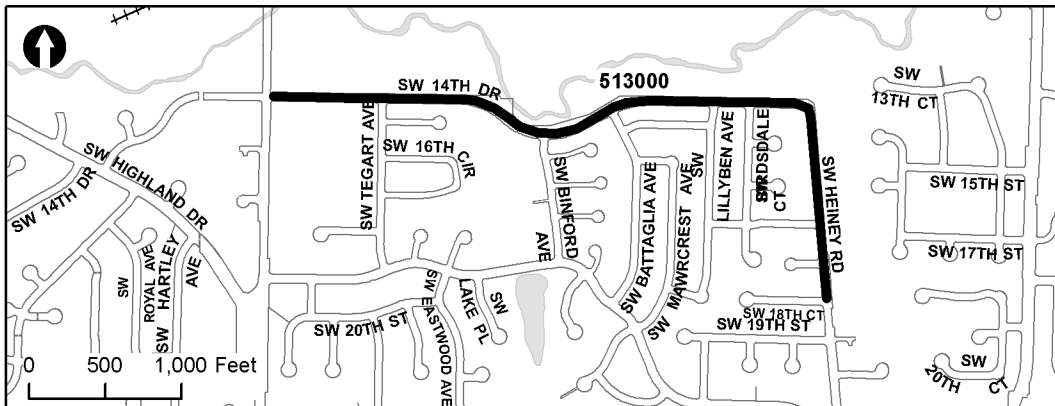 513000
SW 14TH DR
SW
13TH CT
SW TEGART AVE
SW 16TH
CIR
SW HIGHLAND DR
SW 14TH DR
SW BINFORD
AVE
SW BATTAGLIA AVE
SW MAWRCREST AVE
SW
LILLYBEN AVE
SW
CT
SW HEINEY RD
SW 15TH ST
SW 17TH ST
SW
ROYAL AVE
SW HARTLEY
AVE
SW 20TH ST
SW EASTWOOD AVE
SW
LAKE PL
SW 18TH CT
SW 19TH ST
SW
20TH CT
0 500 1,000 Feet